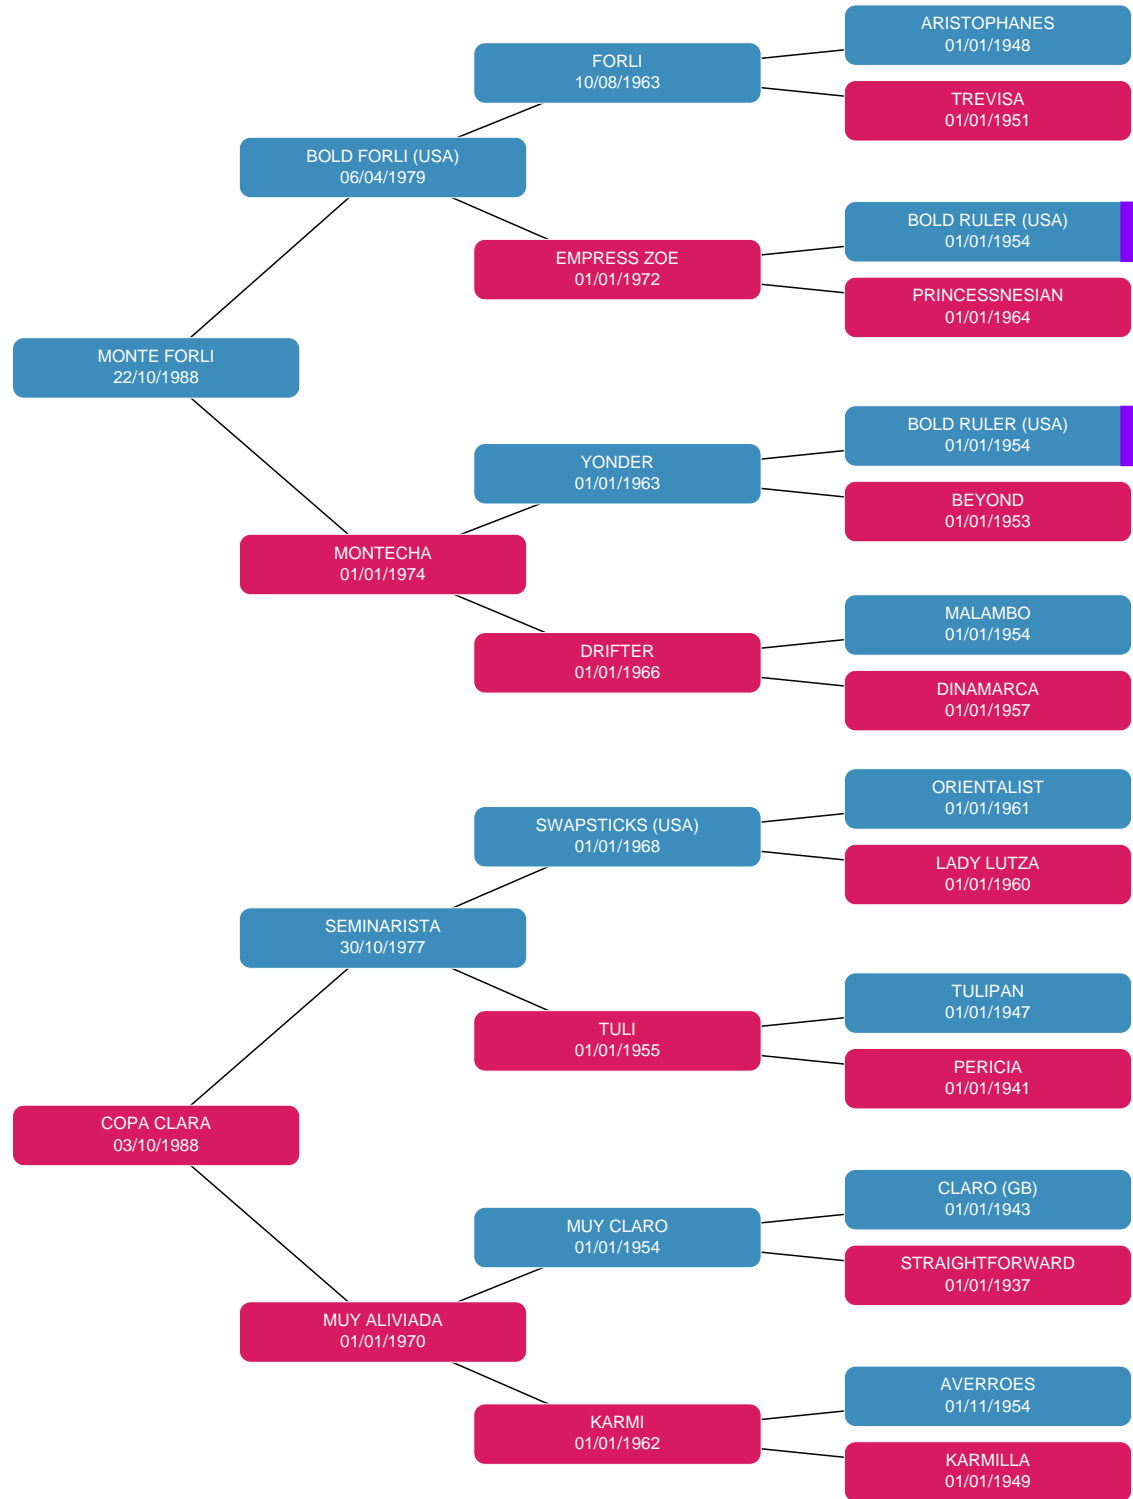 ARISTOPHANES
01/01/1948
FORLI
10/08/1963
TREVISA
01/01/1951
BOLD FORLI (USA)
06/04/1979
BOLD RULER (USA)
01/01/1954
EMPRESS ZOE
01/01/1972
PRINCESSNESIAN
01/01/1964
MONTE FORLI
22/10/1988
BOLD RULER (USA)
01/01/1954
YONDER
01/01/1963
BEYOND
01/01/1953
MONTECHA
01/01/1974
MALAMBO
01/01/1954
DRIFTER
01/01/1966
DINAMARCA
01/01/1957
ORIENTALIST
01/01/1961
SWAPSTICKS (USA)
01/01/1968
LADY LUTZA
01/01/1960
SEMINARISTA
30/10/1977
TULIPAN
01/01/1947
TULI
01/01/1955
PERICIA
01/01/1941
COPA CLARA
03/10/1988
CLARO (GB)
01/01/1943
MUY CLARO
01/01/1954
STRAIGHTFORWARD
01/01/1937
MUY ALIVIADA
01/01/1970
AVERROES
01/11/1954
KARMI
01/01/1962
KARMILLA
01/01/1949